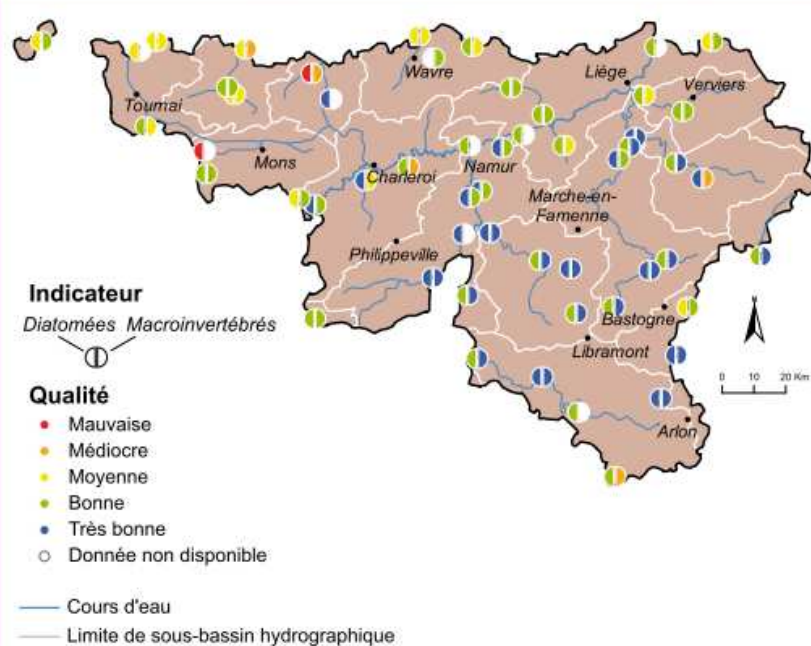 Wavre
Liége
Verviers
Tournai
Mons
Charleroi
Namur
Marche-en-
Famenne
Philippeville
Bastogne
Libramont
Arlon
0 10 20 Km
Indicateur
Diatomées Macroinvertébrés
Qualité
Mauvaise
Médiocre
Moyenne
Bonne
Très bonne
Donnée non disponible
Cours d'eau
Limite de sous-bassin hydrographique